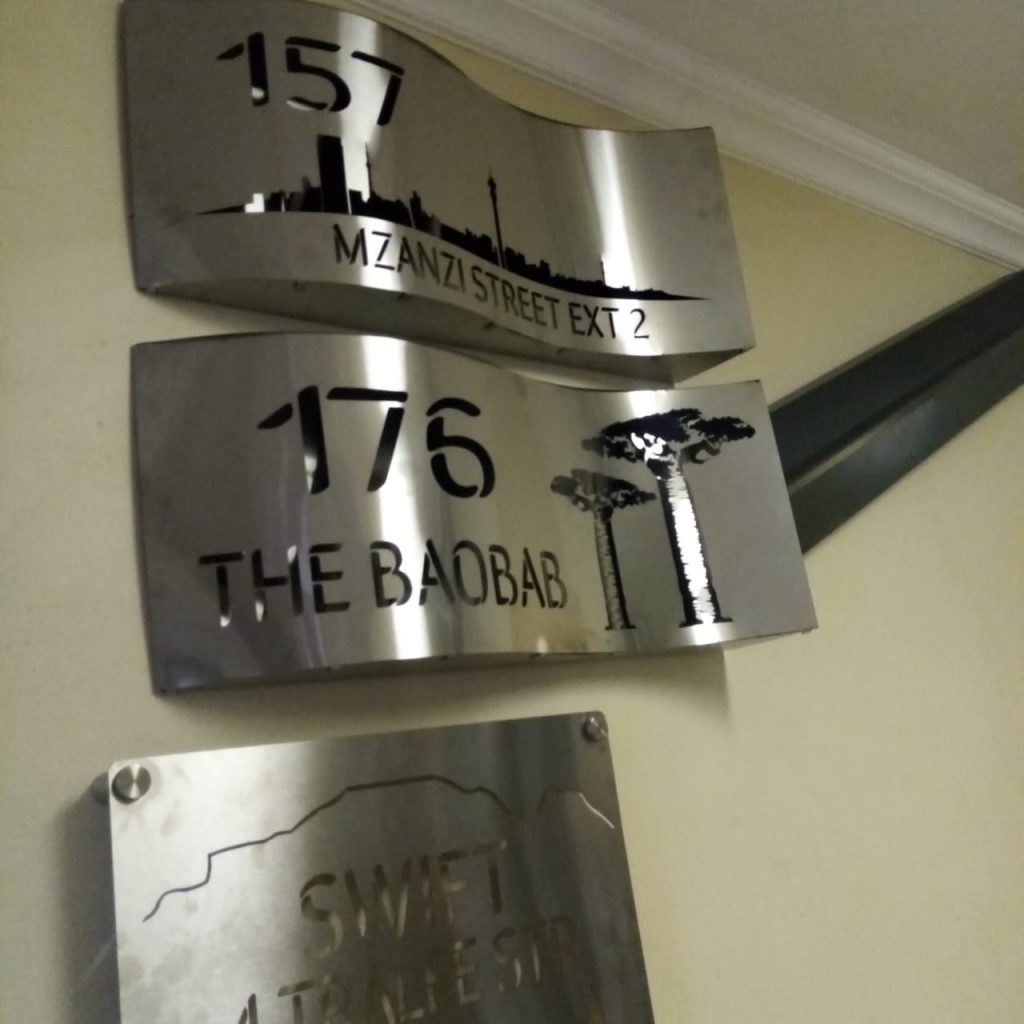 157
MZANZI STREET EXT 2
176
THE BAOBAB
SWIFT